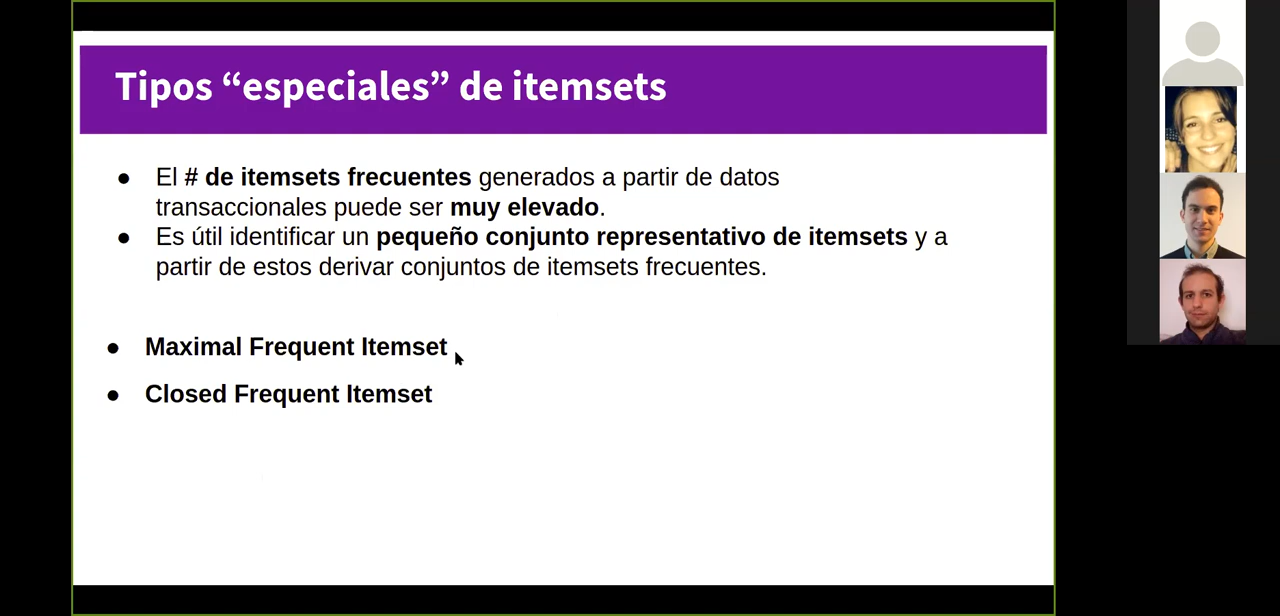 Tipos “especiales” de itemsets
● El # de itemsets frecuentes generados a partir de datos
transaccionales puede ser muy elevado.
● Es útil identificar un pequeño conjunto representativo de itemsets y a
partir de estos derivar conjuntos de itemsets frecuentes.
● Maximal Frequent Itemset
● Closed Frequent Itemset